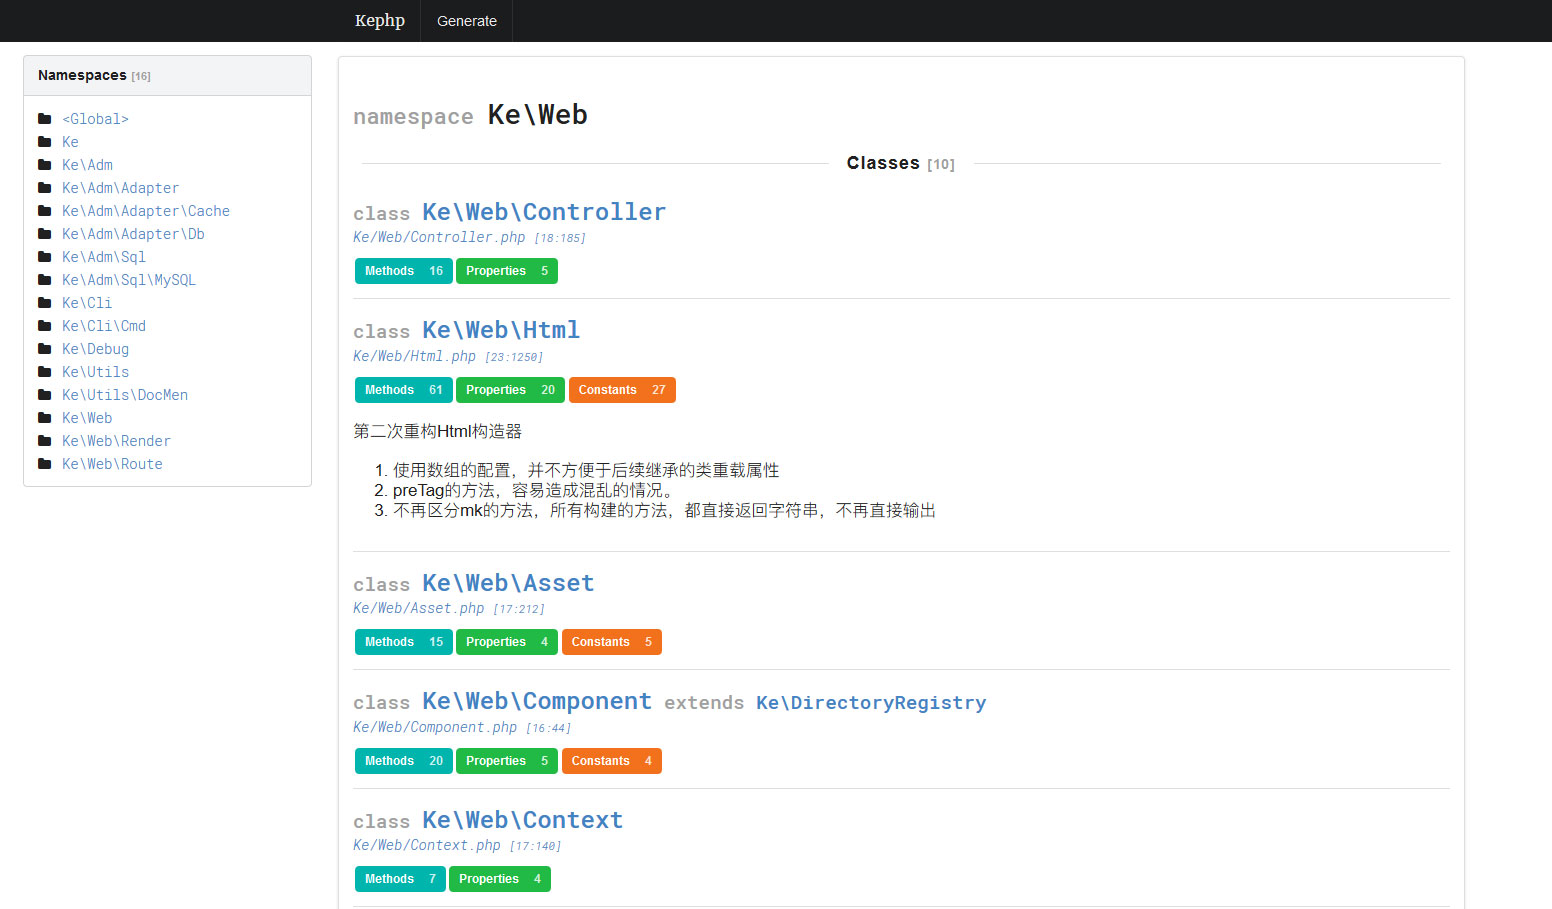 Kephp Generate
Namespaces [16]
<Global>
Ke
Ke\Adm
Ke\Adm\Adapter
Ke\Adm\Adapter\Cache
Ke\Adm\Adapter\Db
Ke\Adm\Sql
Ke\Adm\Sql\MySQL
Ke\Cli
Ke\Cli\Cmd
Ke\Debug
Ke\Utils
Ke\Utils\DocMen
Ke\Web
Ke\Web\Render
Ke\Web\Route
namespace Ke\Web
Classes [10]
class Ke\Web\Controller
Ke/Web/Controller.php [18:185]
Methods 16 Properties 5
class Ke\Web\Html
Ke/Web/Html.php [23:1250]
Methods 61 Properties 20 Constants 27
第二次重构Html构造器
1. 使用数组的配置，并不方便于后续继承的类重载属性
2. preTag的方法，容易造成混乱的情况。
3. 不再区分mk的方法，所有构建的方法，都直接返回字符串，不再直接输出
class Ke\Web\Asset
Ke/Web/Asset.php [17:212]
Methods 15 Properties 4 Constants 5
class Ke\Web\Component extends Ke\DirectoryRegistry
Ke/Web/Component.php [16:44]
Methods 20 Properties 5 Constants 4
class Ke\Web\Context
Ke/Web/Context.php [17:140]
Methods 7 Properties 4